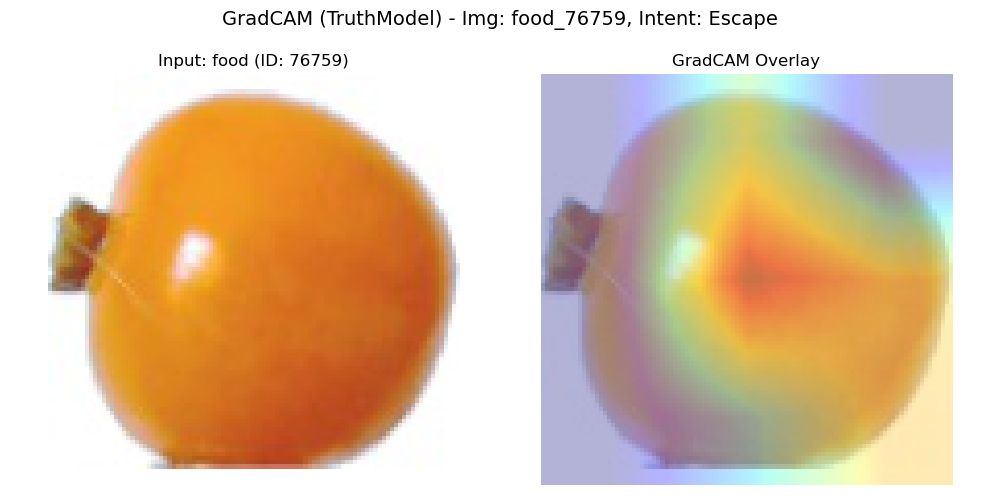 GradCAM (TruthModel) - Img: food_76759, Intent: Escape
Input: food (ID: 76759)
GradCAM Overlay